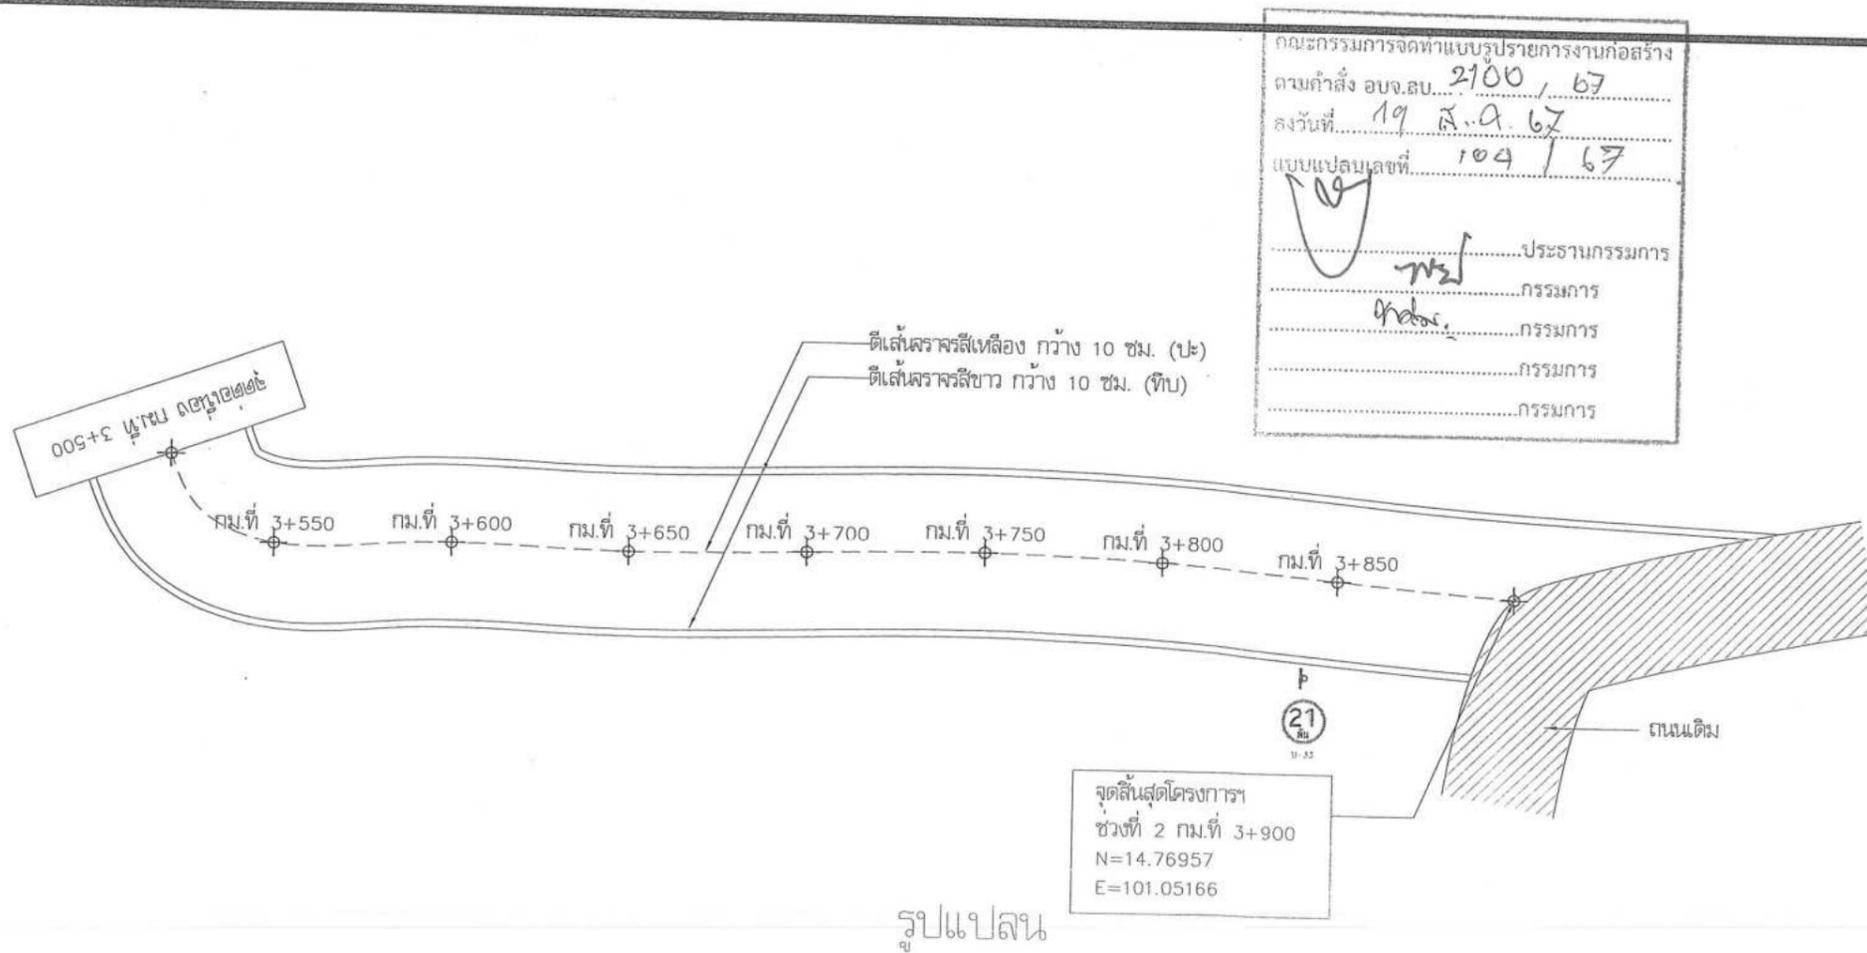 คณะกรรมการจัดทำแบบรูปรายการงานก่อสร้าง
ตามคำสั่ง อบจ.ลบ..... 2100 / 67
ลงวันที่..... 19 ส.ค. 67
แบบแปลนเลขที่..... 104 / 67
.....ประธานกรรมการ
.....กรรมการ
.....กรรมการ
.....กรรมการ
.....กรรมการ
ตีเส้นจราจรสีเหลือง กว้าง 10 ซม. (ปะ)
ตีเส้นจราจรสีขาว กว้าง 10 ซม. (ทึบ)
จุดต่อเนื่อง กม.ที่ 3+500
กม.ที่ 3+550
กม.ที่ 3+600
กม.ที่ 3+650
กม.ที่ 3+700
กม.ที่ 3+750
กม.ที่ 3+800
กม.ที่ 3+850
21
ตัน
บ-33
ถนนเดิม
จุดสิ้นสุดโครงการฯ
ช่วงที่ 2 กม.ที่ 3+900
N=14.76957
E=101.05166
รูปแปลน